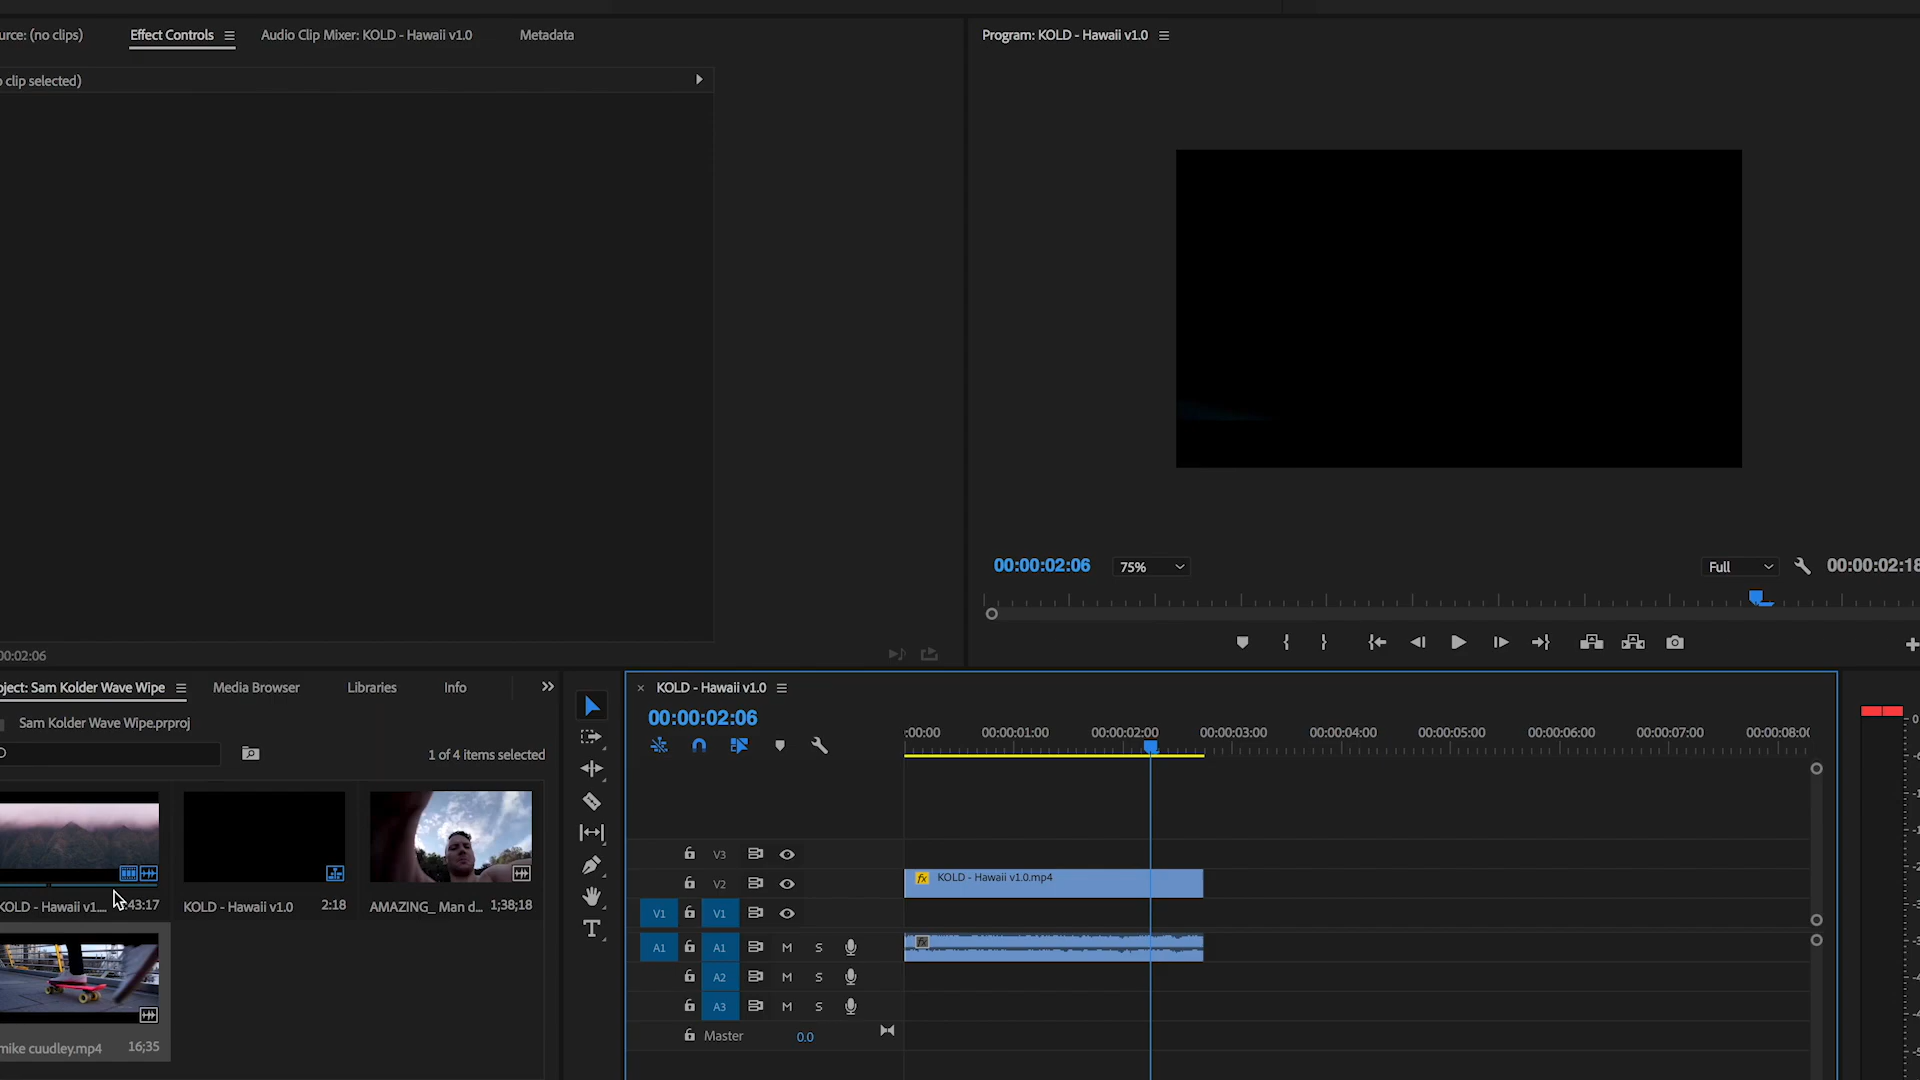 urce: (no clips)
Effect Controls
Audio Clip Mixer: KOLD - Hawaii v1.0
Metadata
Program: KOLD - Hawaii v1.0
clip selected)
00:00:02:06
75%
Full
00:00:02:18
00:02:06
oject: Sam Kolder Wave Wipe
Media Browser
Libraries
Info
Sam Kolder Wave Wipe.prproj
1 of 4 items selected
KOLD - Hawaii v1....
43:17
KOLD - Hawaii v1.0
2:18
AMAZING_ Man d...
1;38;18
mike cuudley.mp4
16;35
× KOLD - Hawaii v1.0
00:00:02:06
:00:00
00:00:01:00
00:00:02:00
00:00:03:00
00:00:04:00
00:00:05:00
00:00:06:00
00:00:07:00
00:00:08:0
V3
V2
fx KOLD - Hawaii v1.0.mp4
V1 V1
A1 A1 M S
fx
A2 M S
A3 M S
Master 0.0
T